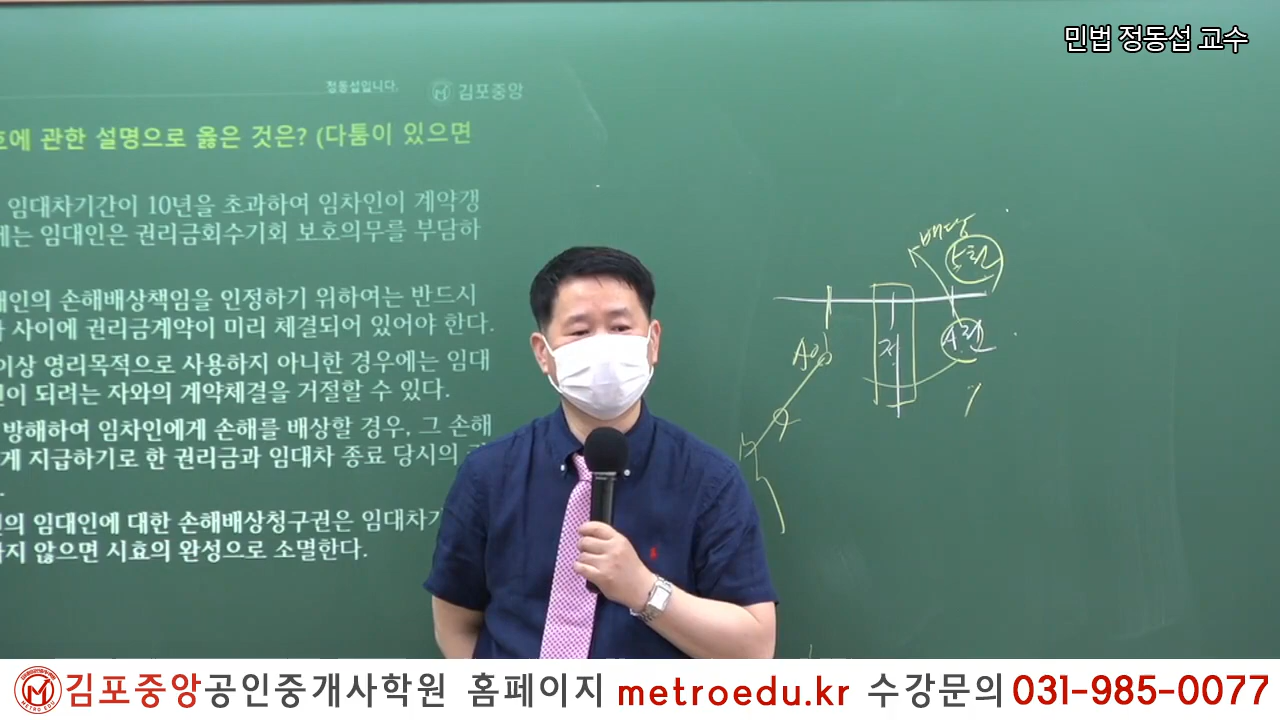 민법 정동섭 교수
정동섭입니다.
김포중앙
호에 관한 설명으로 옳은 것은? (다툼이 있으면
임대차기간이 10년을 초과하여 임차인이 계약갱
에는 임대인은 권리금회수기회 보호의무를 부담하
대인의 손해배상책임을 인정하기 위하여는 반드시
사이에 권리금계약이 미리 체결되어 있어야 한다.
이상 영리목적으로 사용하지 아니한 경우에는 임대
인이 되려는 자와의 계약체결을 거절할 수 있다.
방해하여 임차인에게 손해를 배상할 경우, 그 손해
게 지급하기로 한 권리금과 임대차 종료 당시의
인의 임대인에 대한 손해배상청구권은 임대차가
하지 않으면 시효의 완성으로 소멸한다.
배당
저
김포중앙공인중개사학원 홈페이지 metroedu.kr 수강문의 031-985-0077
METRO EDU